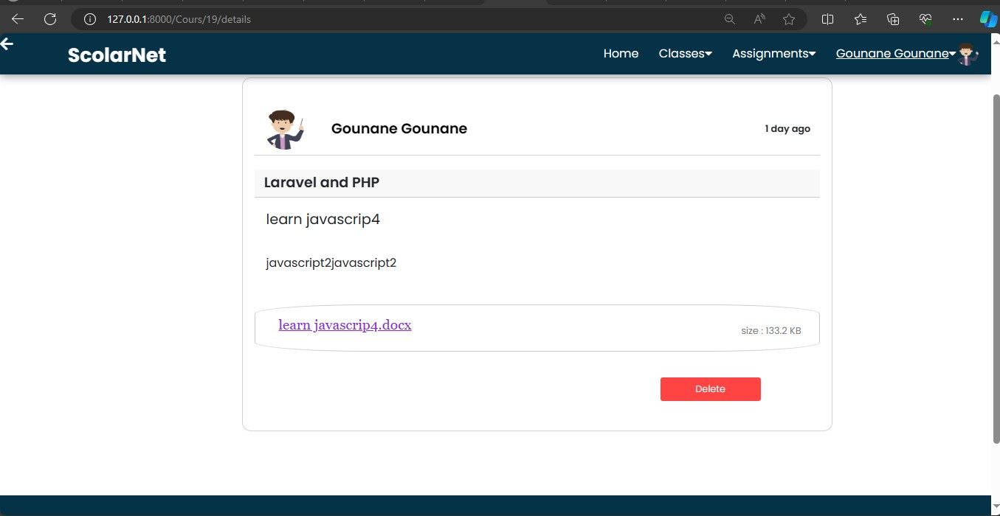 127.0.0.1:8000/Cours/19/details
ScolarNet
Home Classes Assignments Gounane Gounane
Gounane Gounane
1 day ago
Laravel and PHP
learn javascrip4
javascript2javascript2
learn javascrip4.docx
size : 133.2 KB
Delete